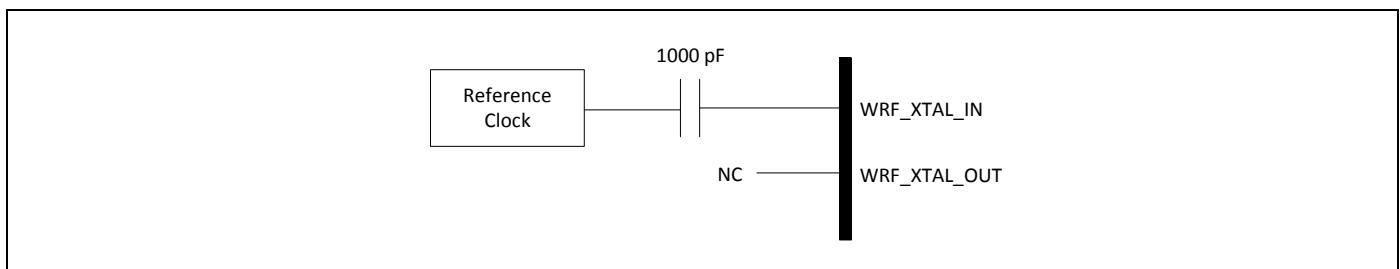 1000 pF
Reference
Clock
WRF_XTAL_IN
NC
WRF_XTAL_OUT